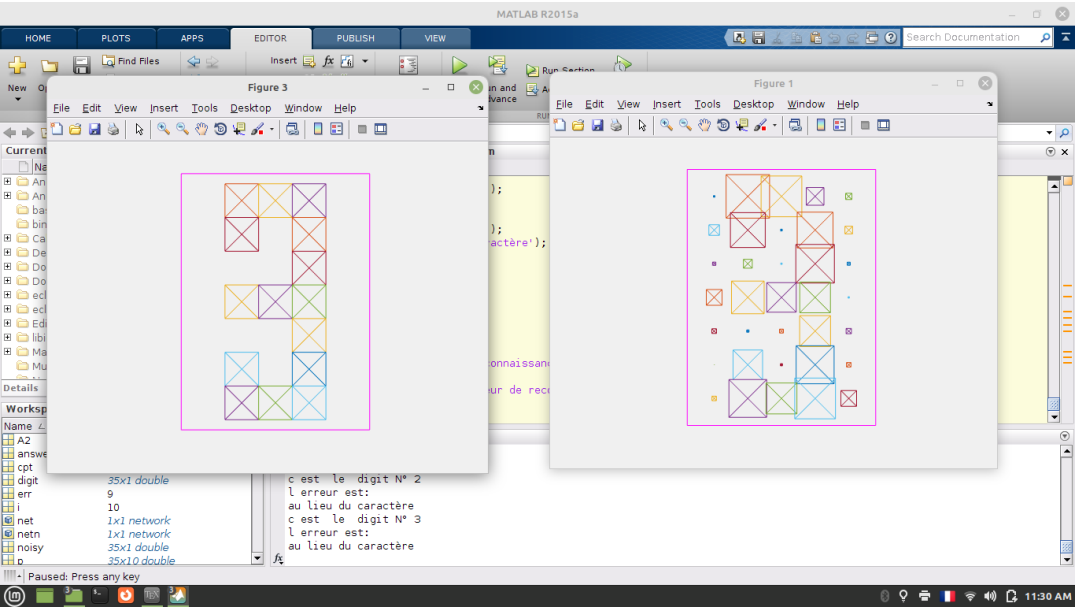 MATLAB R2015a
HOME PLOTS APPS EDITOR PUBLISH VIEW
Search Documentation
Find Files
Insert fx
Run Section
New
Figure 3
File Edit View Insert Tools Desktop Window Help
Figure 1
File Edit View Insert Tools Desktop Window Help
Current
);
);
actère');
connaissanc
ur de reco
Details
Worksp
Name
A2
answe
cpt
digit 35x1 double
err 9
i 10
net 1x1 network
netn 1x1 network
noisy 35x1 double
p 35x10 double
c est le digit N° 2
l erreur est:
au lieu du caractère
c est le digit N° 3
l erreur est:
au lieu du caractère
fx
Paused: Press any key
11:30 AM